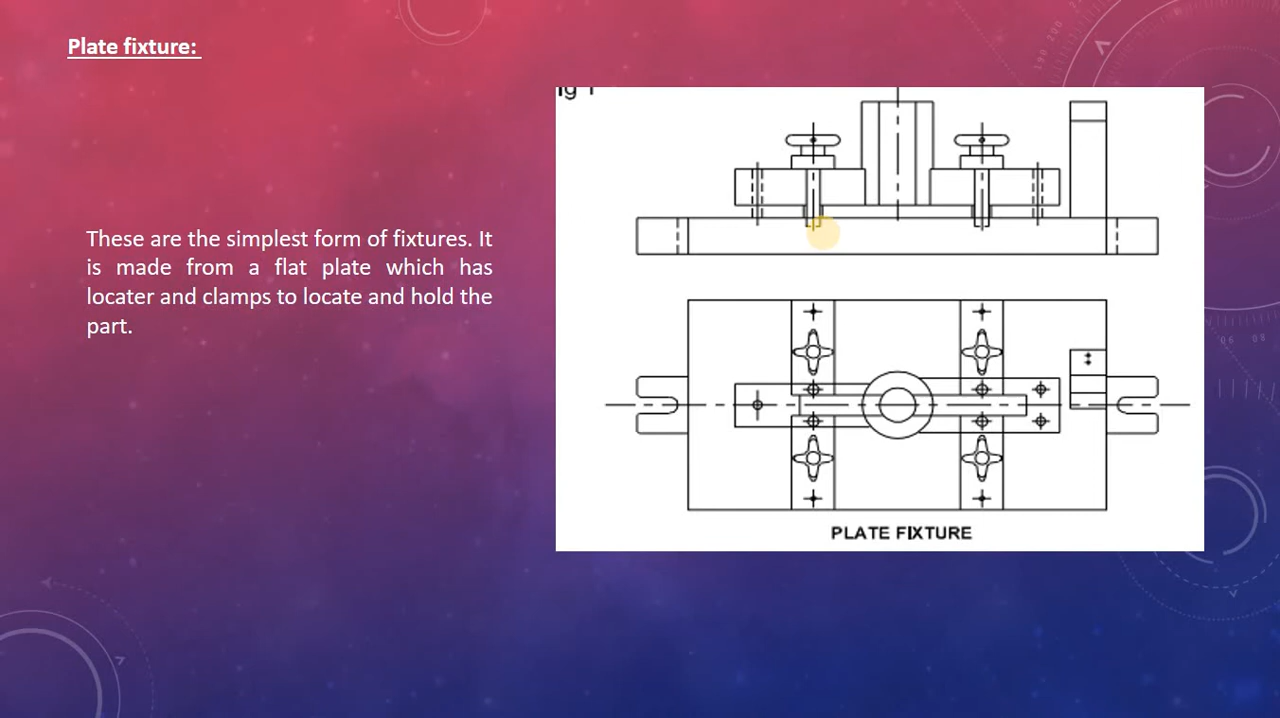 Plate fixture:
These are the simplest form of fixtures. It
is made from a flat plate which has
locater and clamps to locate and hold the
part.
PLATE FIXTURE